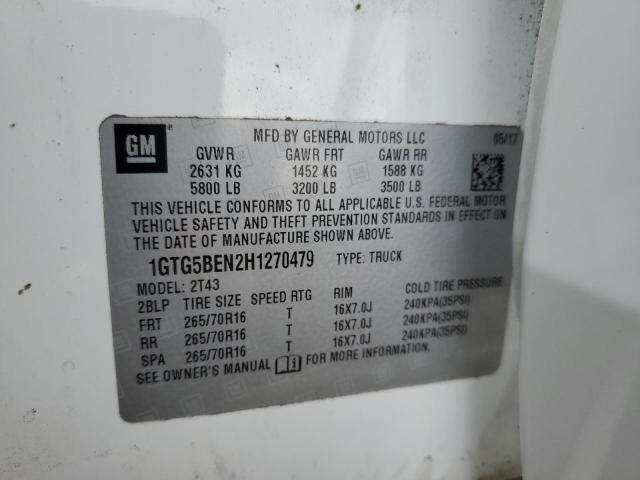 GM ®
MFD BY GENERAL MOTORS LLC 05/17
GVWR GAWR FRT GAWR RR
2631 KG 1452 KG 1588 KG
5800 LB 3200 LB 3500 LB
THIS VEHICLE CONFORMS TO ALL APPLICABLE U.S. FEDERAL MOTOR
VEHICLE SAFETY AND THEFT PREVENTION STANDARDS IN EFFECT ON
THE DATE OF MANUFACTURE SHOWN ABOVE.
1GTG5BEN2H1270479 TYPE: TRUCK
MODEL: 2T43
2BLP TIRE SIZE SPEED RTG RIM COLD TIRE PRESSURE
FRT 265/70R16 T 16X7.0J 240KPA(35PSI)
RR 265/70R16 T 16X7.0J 240KPA(35PSI)
SPA 265/70R16 T 16X7.0J 240KPA(35PSI)
SEE OWNER'S MANUAL FOR MORE INFORMATION.